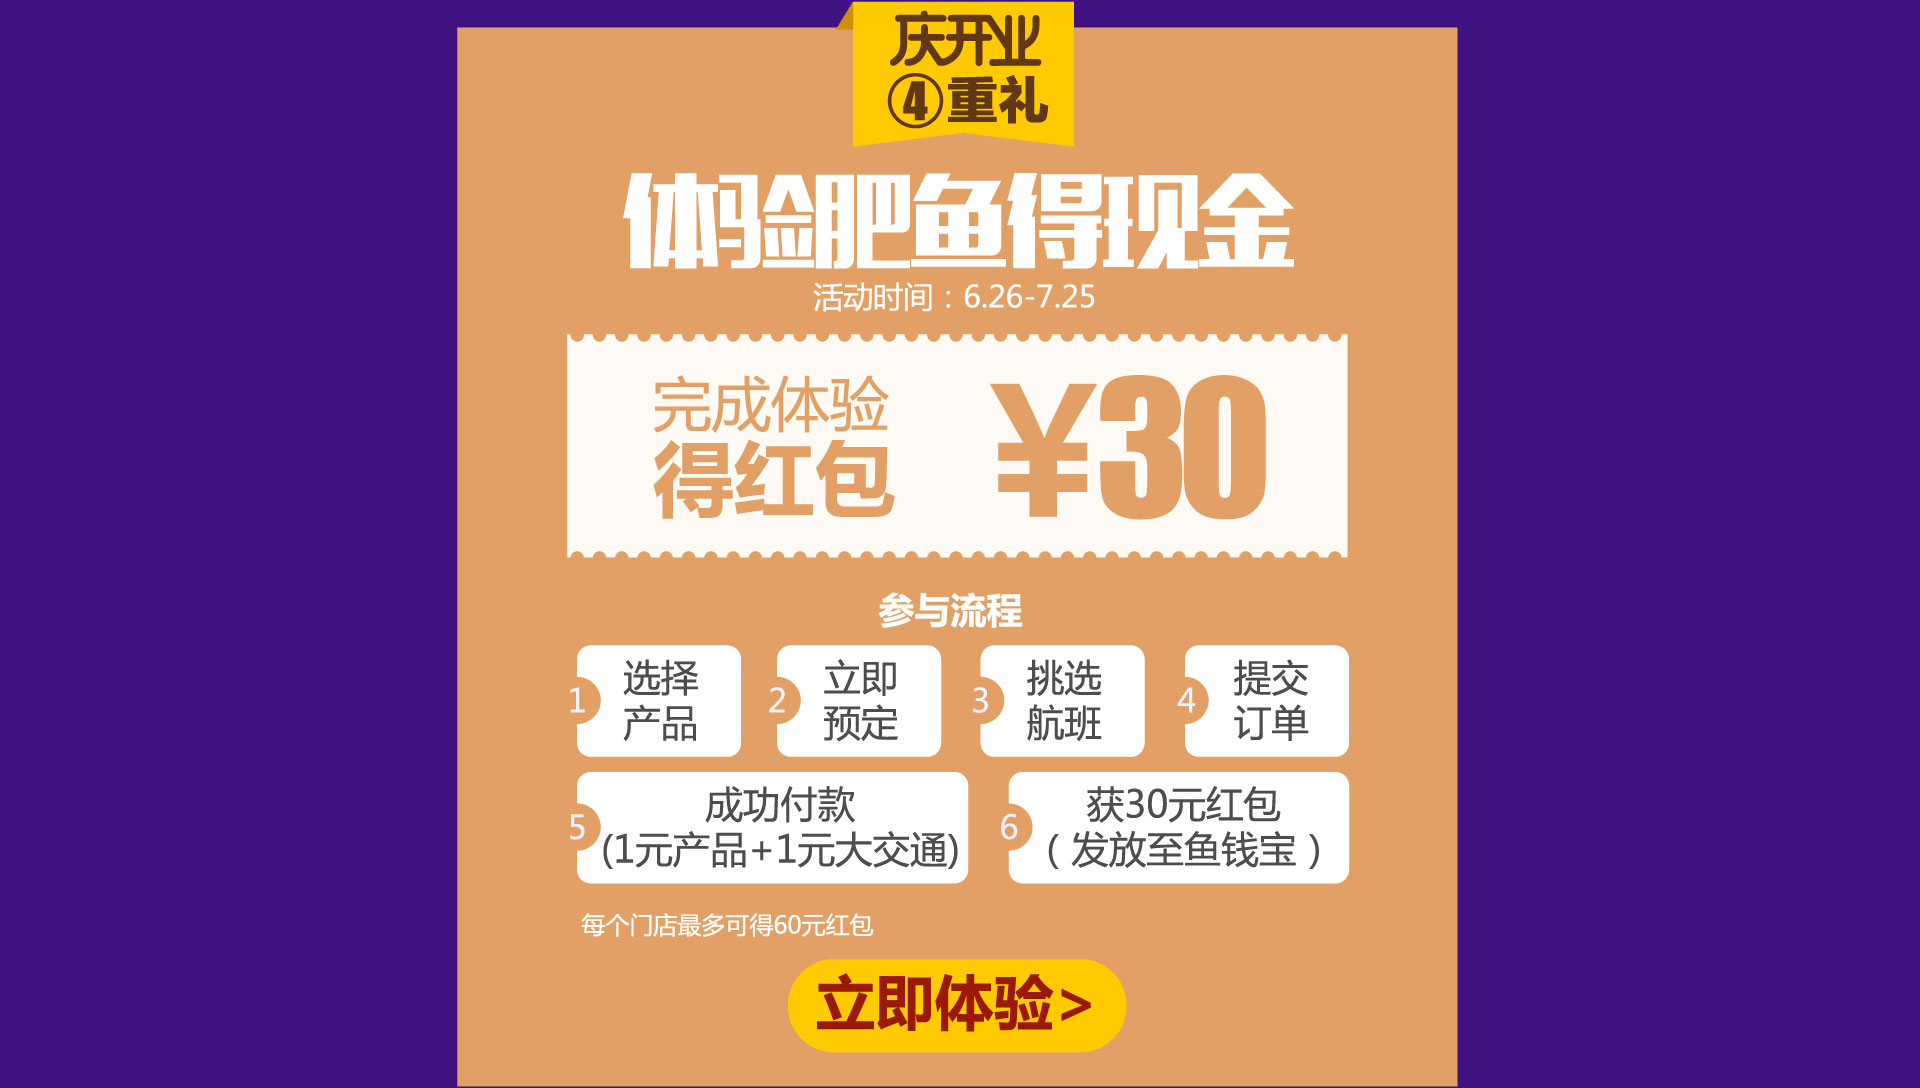 庆开业
④重礼
体验肥鱼得现金
活动时间：6.26-7.25
完成体验
得红包
¥30
参与流程
1
选择
产品
2
立即
预定
3
挑选
航班
4
提交
订单
5
成功付款
(1元产品+1元大交通)
6
获30元红包
（发放至鱼钱宝）
每个门店最多可得60元红包
立即体验>